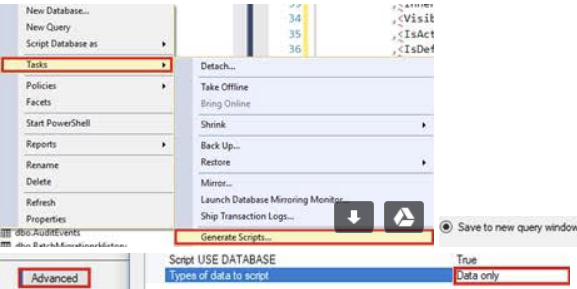 New Database...
New Query
Script Database as
Tasks
Policies
Facets
Start PowerShell
Reports
Rename
Delete
Refresh
Properties
dbo.AuditEvents
34 ,<Visib
35 ,<IsAct
36 ,<IsDef
Detach...
Take Offline
Bring Online
Shrink
Back Up...
Restore
Mirror...
Launch Database Mirroring Monitor...
Ship Transaction Logs...
Generate Scripts...
Save to new query window
Advanced
Script USE DATABASE True
Types of data to script Data only